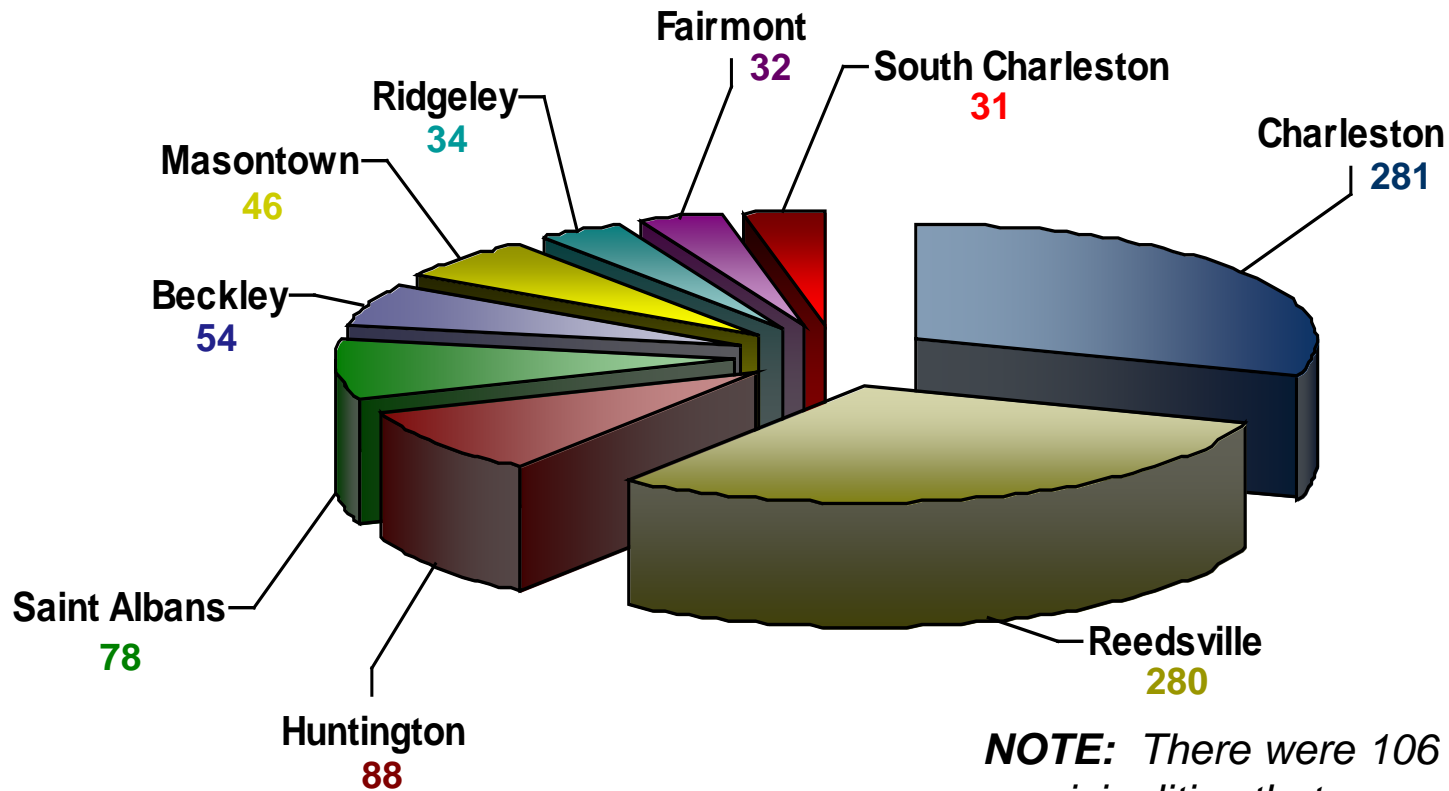 Fairmont
32
South Charleston
31
Ridgeley
34
Charleston
281
Masontown
46
Beckley
54
Saint Albans
78
Reedsville
280
Huntington
88
NOTE: There were 106